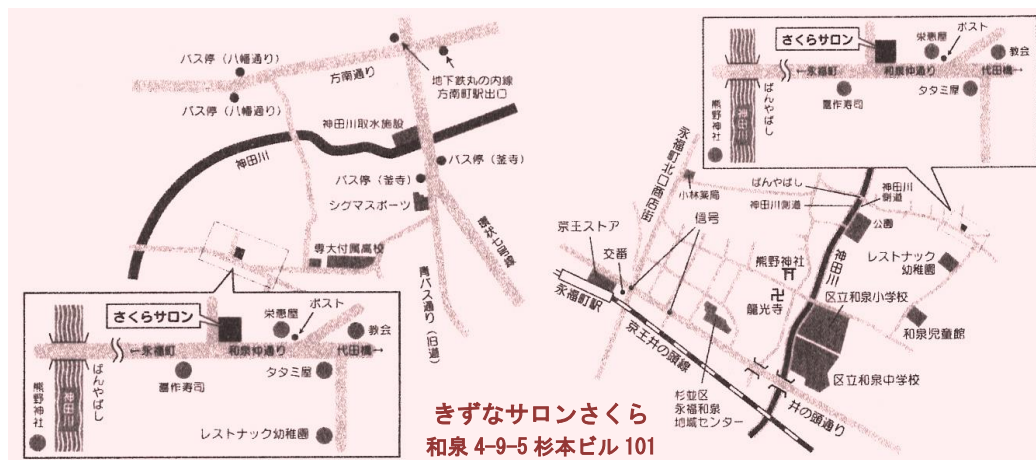 バス停（八幡通り）
方南通り
地下鉄丸の内線
方南町駅出口
バス停（八幡通り）
神田川取水施設
神田川
バス停（釜寺）
バス停（釜寺）
シグマスポーツ
専大付属高校
環状七号線
青バス通り（旧道）
さくらサロン
栄恵屋
ポスト
教会
←永福町
和泉仲通り
代田橋→
喜作寿司
タタミ屋
熊野神社
神田川
ばんやばし
レストナック幼稚園
さくらサロン
栄恵屋
ポスト
教会
←永福町
和泉仲通り
代田橋→
喜作寿司
タタミ屋
熊野神社
神田川
ばんやばし
永福町北口商店街
小林薬局
ばんやばし
神田川側道
神田川
側道
公園
信号
京王ストア
交番
熊野神社
神田川
レストナック
幼稚園
永福町駅
龍光寺
区立和泉小学校
和泉児童館
京王井の頭線
区立和泉中学校
杉並区
永福和泉
地域センター
井の頭通り
きずなサロンさくら
和泉 4-9-5 杉本ビル 101